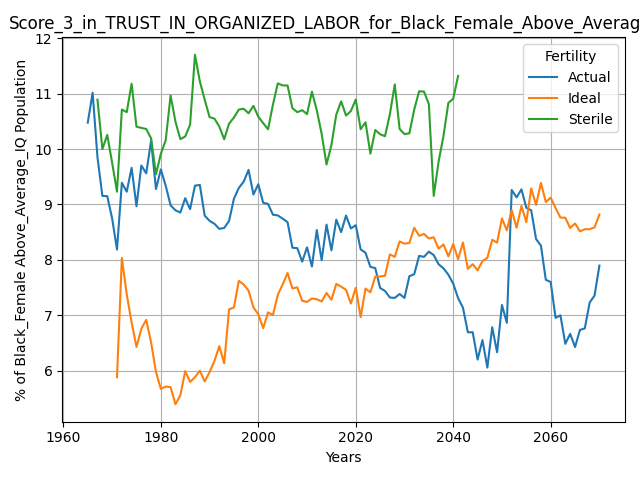 Score_3_in_TRUST_IN_ORGANIZED_LABOR_for_Black_Female_Above_Averag
% of Black_Female Above_Average_IQ Population
12
11
10
9
8
7
6
Fertility
Actual
Ideal
Sterile
1960 1980 2000 2020 2040 2060
Years